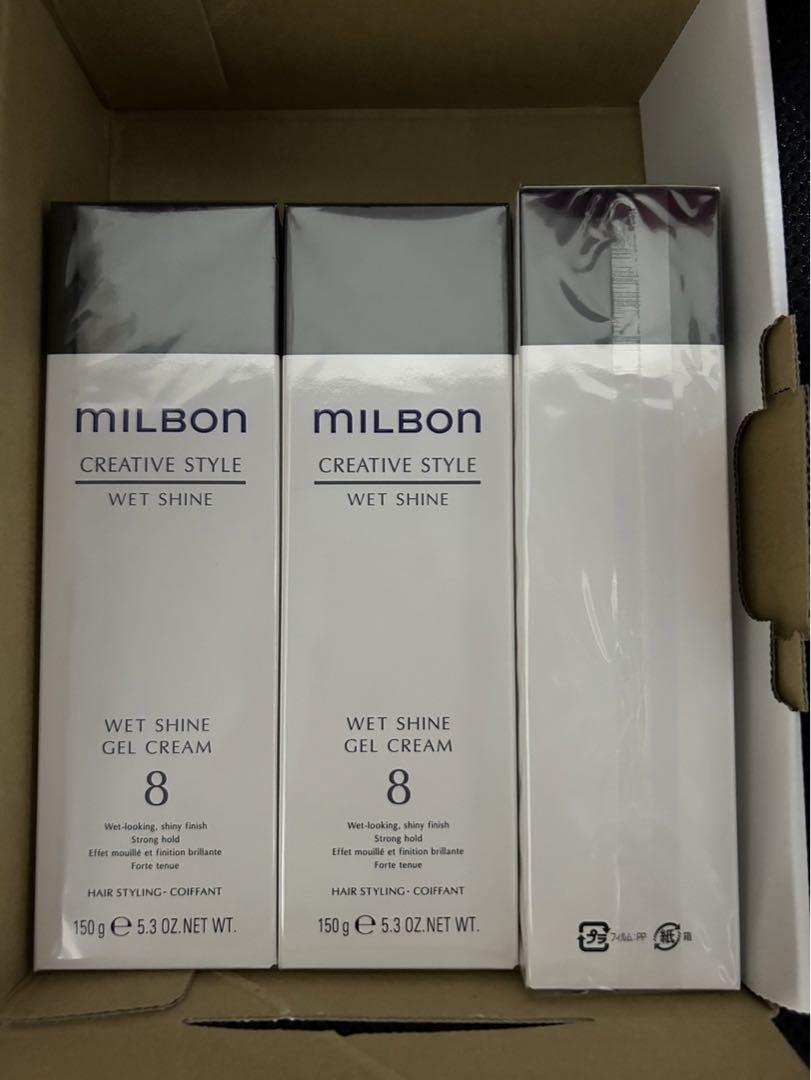 MILBON
CREATIVE STYLE
WET SHINE
WET SHINE
GEL CREAM
8
Wet-looking, shiny finish
Strong hold
Effet mouillé et finition brillante
Forte tenue
HAIR STYLING - COIFFANT
150 g e 5.3 OZ.NET WT.
MILBON
CREATIVE STYLE
WET SHINE
WET SHINE
GEL CREAM
8
Wet-looking, shiny finish
Strong hold
Effet mouillé et finition brillante
Forte tenue
HAIR STYLING - COIFFANT
150 g e 5.3 OZ.NET WT.
プラ フィルム:PP 紙 箱